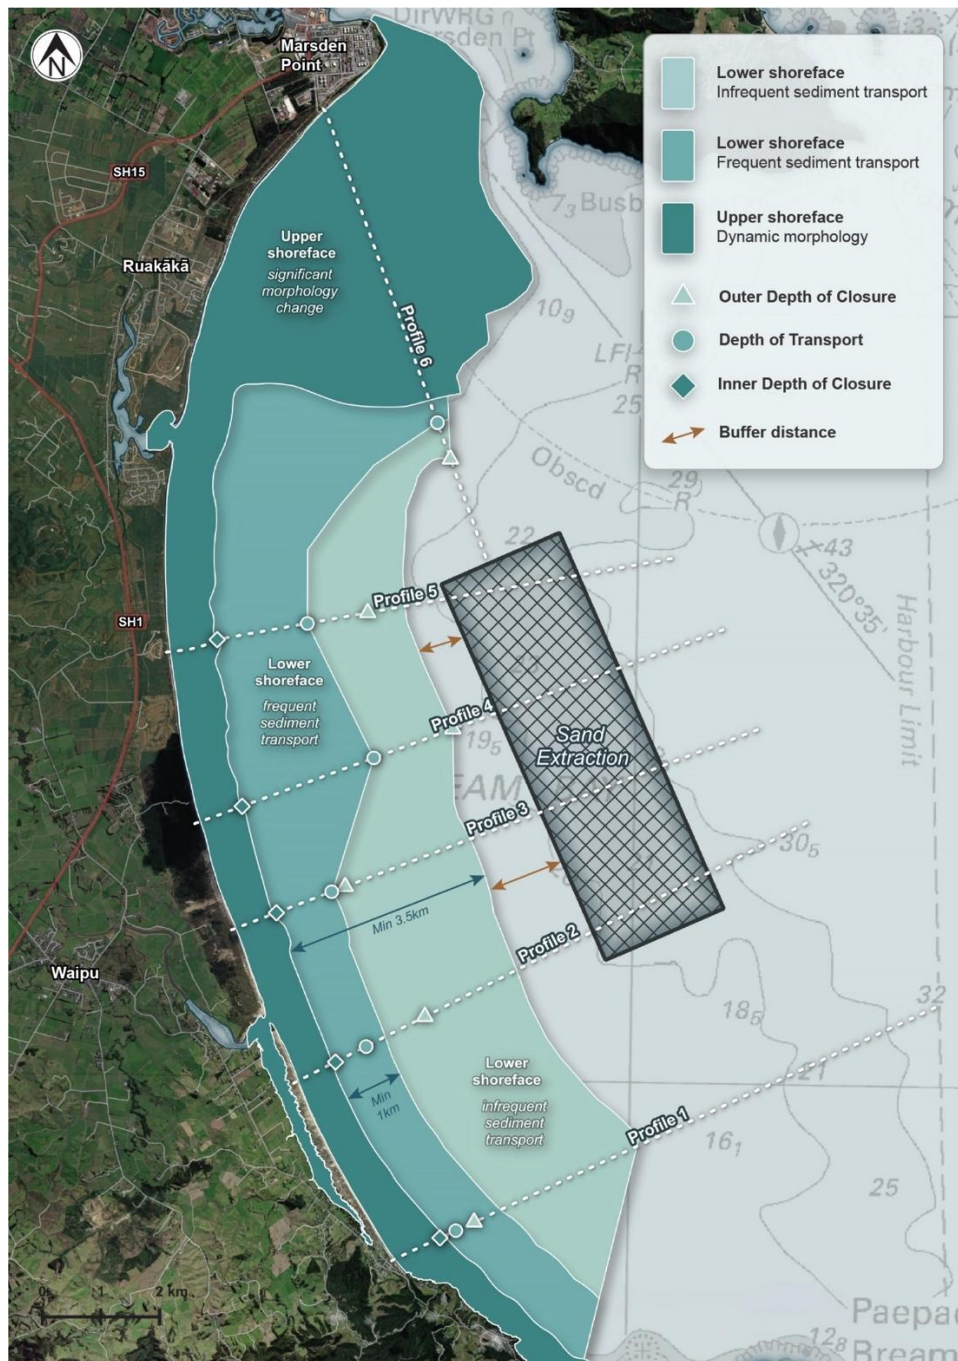 N
Marsden
Point
SH15
Ruakākā
Upper
shoreface
significant
morphology
change
Profile 6
Lower shoreface
Infrequent sediment transport
Lower shoreface
Frequent sediment transport
Upper shoreface
Dynamic morphology
Outer Depth of Closure
Depth of Transport
Inner Depth of Closure
Buffer distance
7₃ Busb
10₉
LFl
R
25
Obscd
29
R
22
43
320°35'
Harbour Limit
SH1
Profile 5
Lower
shoreface
frequent
sediment
transport
Profile 4
19₅
Sand
Extraction
EAM
Profile 3
30₅
Min 3.5km
Profile 2
Waipu
18₅
32
Lower
shoreface
infrequent
sediment
transport
Min
1km
21
Profile 1
16₁
25
0 1 2 km
Paepae
12₈ Bream